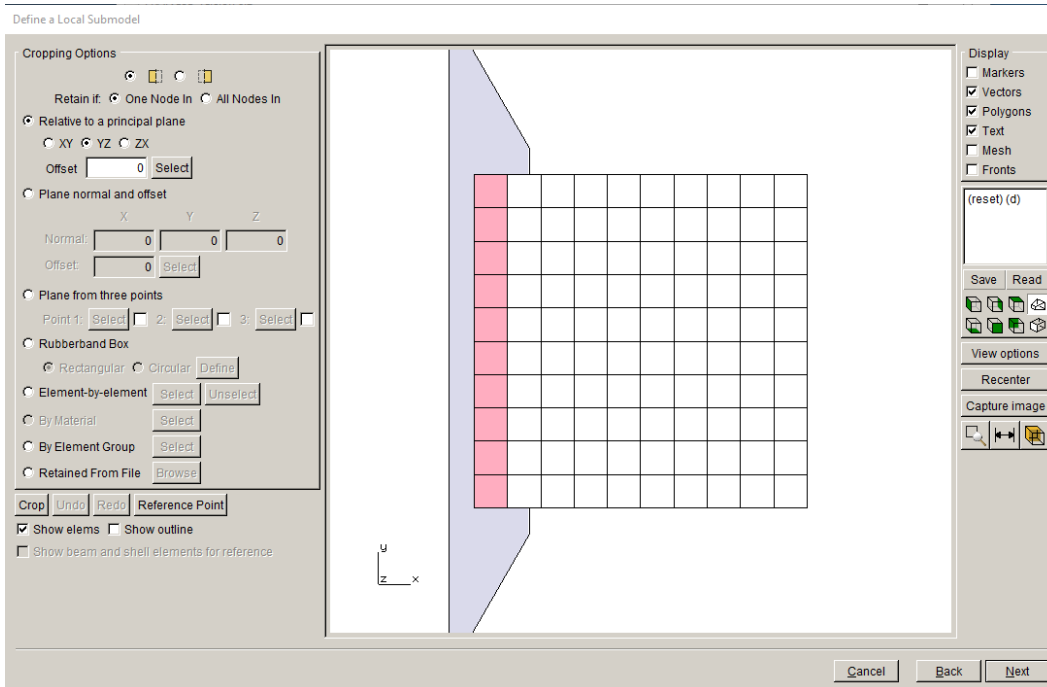 Define a Local Submodel
Cropping Options
Retain if: One Node In All Nodes In
Relative to a principal plane
XY YZ ZX
Offset 0 Select
Plane normal and offset
X Y Z
Normal: 0 0 0
Offset: 0 Select
Plane from three points
Point 1: Select 2: Select 3: Select
Rubberband Box
Rectangular Circular Define
Element-by-element Select Unselect
By Material Select
By Element Group Select
Retained From File Browse
Crop Undo Redo Reference Point
Show elems Show outline
Show beam and shell elements for reference
y
z x
Display
Markers
Vectors
Polygons
Text
Mesh
Fronts
(reset) (d)
Save Read
View options
Recenter
Capture image
Cancel Back Next